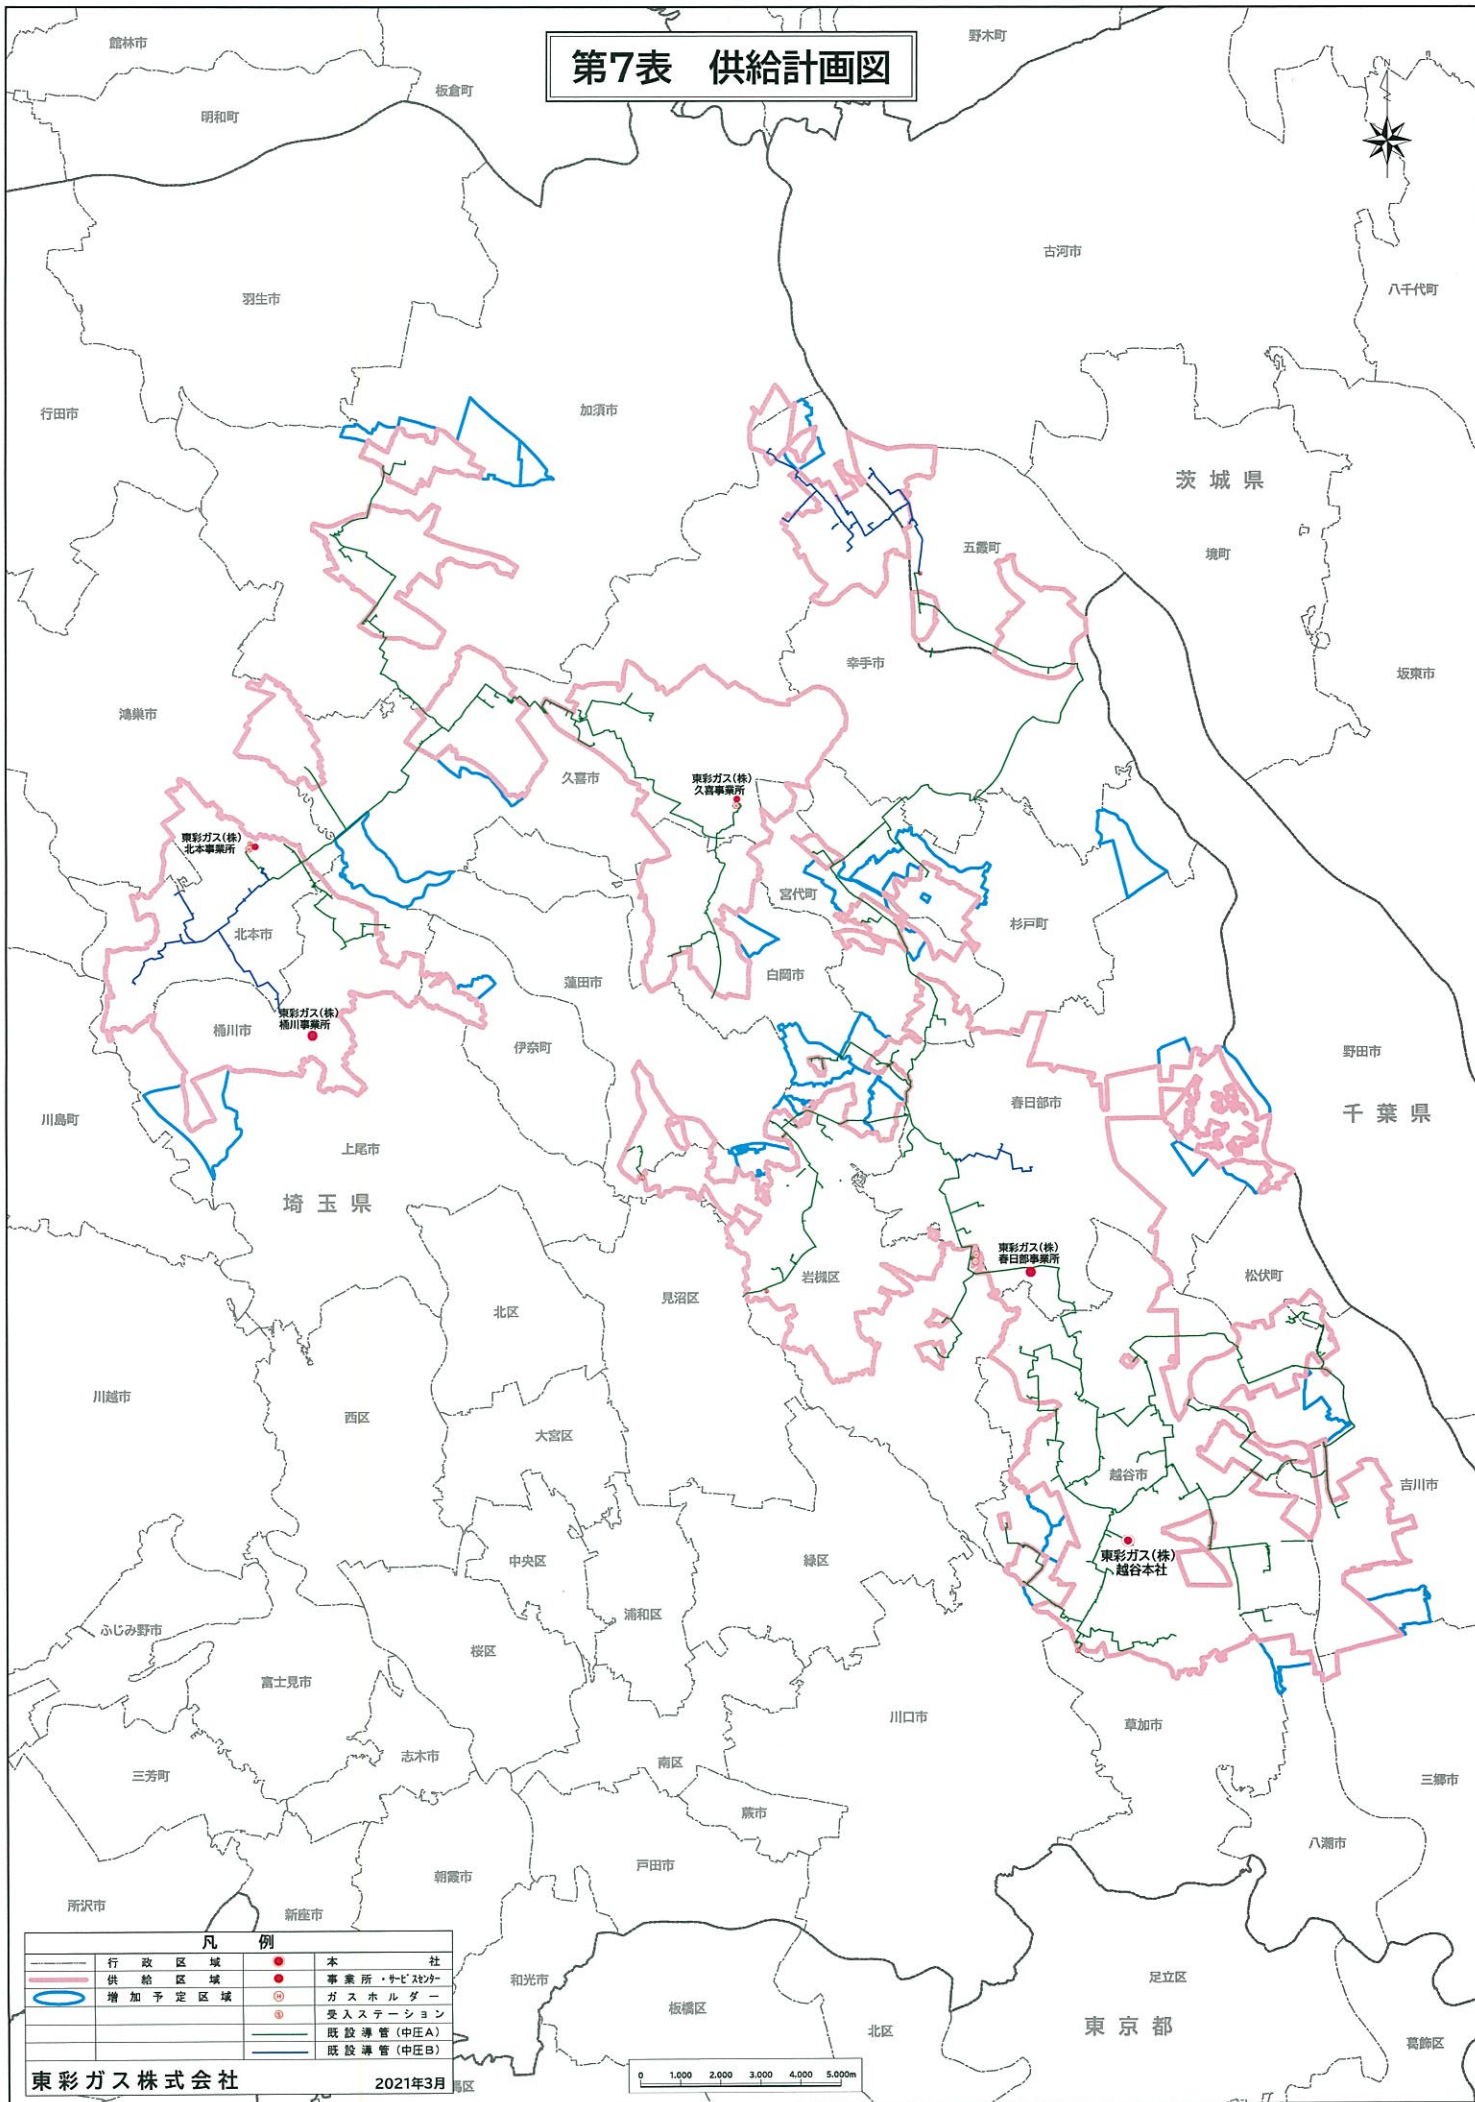 第7表　供給計画図
館林市
野木町
板倉町
明和町
N
古河市
八千代町
羽生市
行田市
加須市
茨城県
境町
五霞町
幸手市
坂東市
鴻巣市
久喜市
東彩ガス(株)
久喜事業所
東彩ガス(株)
北本事業所
宮代町
杉戸町
北本市
白岡市
蓮田市
東彩ガス(株)
桶川事業所
桶川市
伊奈町
野田市
春日部市
千葉県
川島町
上尾市
埼玉県
東彩ガス(株)
春日部事業所
岩槻区
松伏町
見沼区
北区
川越市
西区
大宮区
越谷市
吉川市
東彩ガス(株)
越谷本社
中央区
緑区
浦和区
ふじみ野市
桜区
富士見市
川口市
草加市
志木市
南区
三芳町
三郷市
蕨市
八潮市
戸田市
朝霞市
所沢市
新座市
和光市
足立区
板橋区
北区
東京都
葛飾区
馬区
凡例
行政区域
本社
供給区域
事業所・サービスセンター
増加予定区域
H
ガスホルダー
S
受入ステーション
既設導管(中圧A)
既設導管(中圧B)
東彩ガス株式会社
2021年3月
0 1.000 2.000 3.000 4.000 5.000m